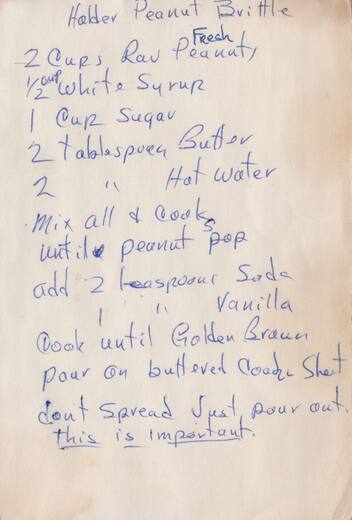 Holder Peanut Brittle
Fresh
2 Cups Raw Peanuts
1/2 cup White Syrup
1 Cup Sugar
2 tablespoon Butter
2 " Hot Water
Mix all & Cook
until peanuts pop
add 2 teaspoons Soda
1 " Vanilla
Cook until Golden Brown
pour on buttered Cookie Sheet
dont Spread Just pour out.
this is important.